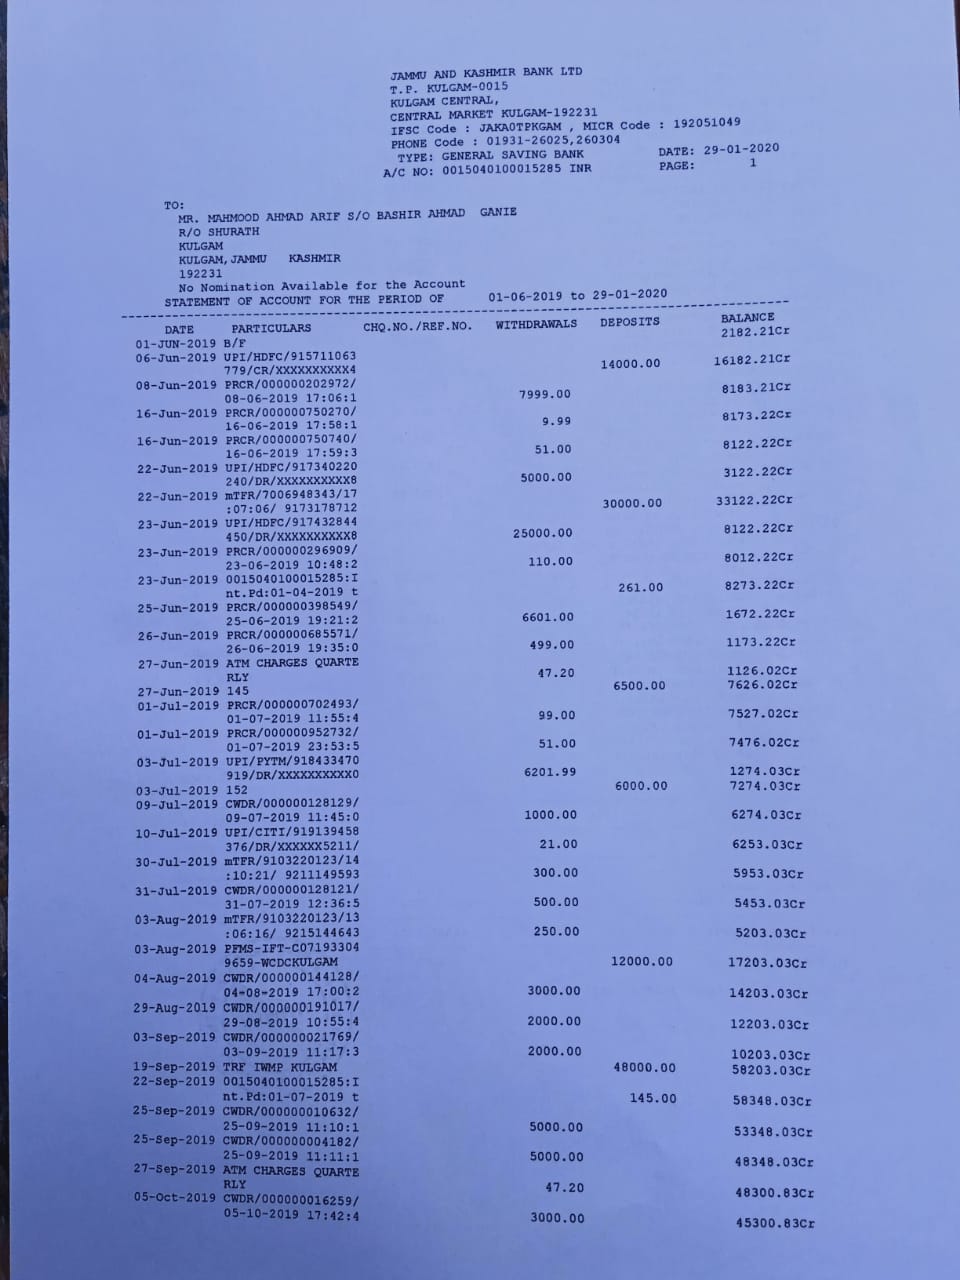 JAMMU AND KASHMIR BANK LTD
T.P. KULGAM-0015
KULGAM CENTRAL,
CENTRAL MARKET KULGAM-192231
IFSC Code : JAKA0TPKGAM , MICR Code : 192051049
PHONE Code : 01931-26025,260304
TYPE: GENERAL SAVING BANK DATE: 29-01-2020
A/C NO: 0015040100015285 INR PAGE: 1
TO:
MR. MAHMOOD AHMAD ARIF S/O BASHIR AHMAD GANIE
R/O SHURATH
KULGAM
KULGAM,JAMMU KASHMIR
192231
No Nomination Available for the Account
STATEMENT OF ACCOUNT FOR THE PERIOD OF 01-06-2019 to 29-01-2020
DATE PARTICULARS CHQ.NO./REF.NO. WITHDRAWALS DEPOSITS BALANCE
01-JUN-2019 B/F 2182.21Cr
06-Jun-2019 UPI/HDFC/915711063
779/CR/XXXXXXXXXX4 14000.00 16182.21Cr
08-Jun-2019 PRCR/000000202972/
08-06-2019 17:06:1 7999.00 8183.21Cr
16-Jun-2019 PRCR/000000750270/
16-06-2019 17:58:1 9.99 8173.22Cr
16-Jun-2019 PRCR/000000750740/
16-06-2019 17:59:3 51.00 8122.22Cr
22-Jun-2019 UPI/HDFC/917340220
240/DR/XXXXXXXXXX8 5000.00 3122.22Cr
22-Jun-2019 mTFR/7006948343/17
:07:06/ 9173178712 30000.00 33122.22Cr
23-Jun-2019 UPI/HDFC/917432844
450/DR/XXXXXXXXXX8 25000.00 8122.22Cr
23-Jun-2019 PRCR/000000296909/
23-06-2019 10:48:2 110.00 8012.22Cr
23-Jun-2019 0015040100015285:I
nt.Pd:01-04-2019 t 261.00 8273.22Cr
25-Jun-2019 PRCR/000000398549/
25-06-2019 19:21:2 6601.00 1672.22Cr
26-Jun-2019 PRCR/000000685571/
26-06-2019 19:35:0 499.00 1173.22Cr
27-Jun-2019 ATM CHARGES QUARTE
RLY 47.20 1126.02Cr
27-Jun-2019 145 6500.00 7626.02Cr
01-Jul-2019 PRCR/000000702493/
01-07-2019 11:55:4 99.00 7527.02Cr
01-Jul-2019 PRCR/000000952732/
01-07-2019 23:53:5 51.00 7476.02Cr
03-Jul-2019 UPI/PYTM/918433470
919/DR/XXXXXXXXXX0 6201.99 1274.03Cr
03-Jul-2019 152 6000.00 7274.03Cr
09-Jul-2019 CWDR/000000128129/
09-07-2019 11:45:0 1000.00 6274.03Cr
10-Jul-2019 UPI/CITI/919139458
376/DR/XXXXXX5211/ 21.00 6253.03Cr
30-Jul-2019 mTFR/9103220123/14
:10:21/ 9211149593 300.00 5953.03Cr
31-Jul-2019 CWDR/000000128121/
31-07-2019 12:36:5 500.00 5453.03Cr
03-Aug-2019 mTFR/9103220123/13
:06:16/ 9215144643 250.00 5203.03Cr
03-Aug-2019 PFMS-IFT-C07193304
9659-WCDCKULGAM 12000.00 17203.03Cr
04-Aug-2019 CWDR/000000144128/
04-08-2019 17:00:2 3000.00 14203.03Cr
29-Aug-2019 CWDR/000000191017/
29-08-2019 10:55:4 2000.00 12203.03Cr
03-Sep-2019 CWDR/000000021769/
03-09-2019 11:17:3 2000.00 10203.03Cr
19-Sep-2019 TRF IWMP KULGAM 48000.00 58203.03Cr
22-Sep-2019 0015040100015285:I
nt.Pd:01-07-2019 t 145.00 58348.03Cr
25-Sep-2019 CWDR/000000010632/
25-09-2019 11:10:1 5000.00 53348.03Cr
25-Sep-2019 CWDR/000000004182/
25-09-2019 11:11:1 5000.00 48348.03Cr
27-Sep-2019 ATM CHARGES QUARTE
RLY 47.20 48300.83Cr
05-Oct-2019 CWDR/000000016259/
05-10-2019 17:42:4 3000.00 45300.83Cr